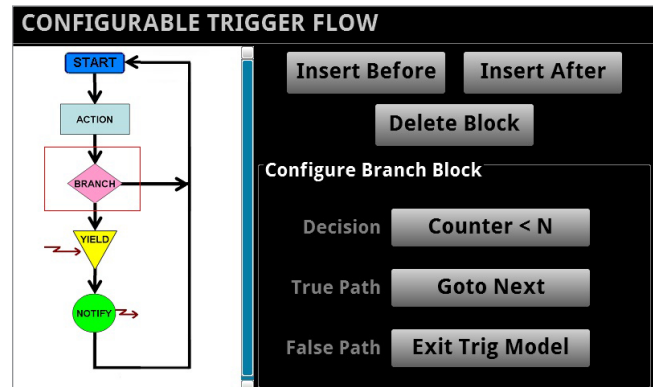 CONFIGURABLE TRIGGER FLOW
START
ACTION
BRANCH
YIELD
NOTIFY
Insert Before
Insert After
Delete Block
Configure Branch Block
Decision
Counter < N
True Path
Goto Next
False Path
Exit Trig Model